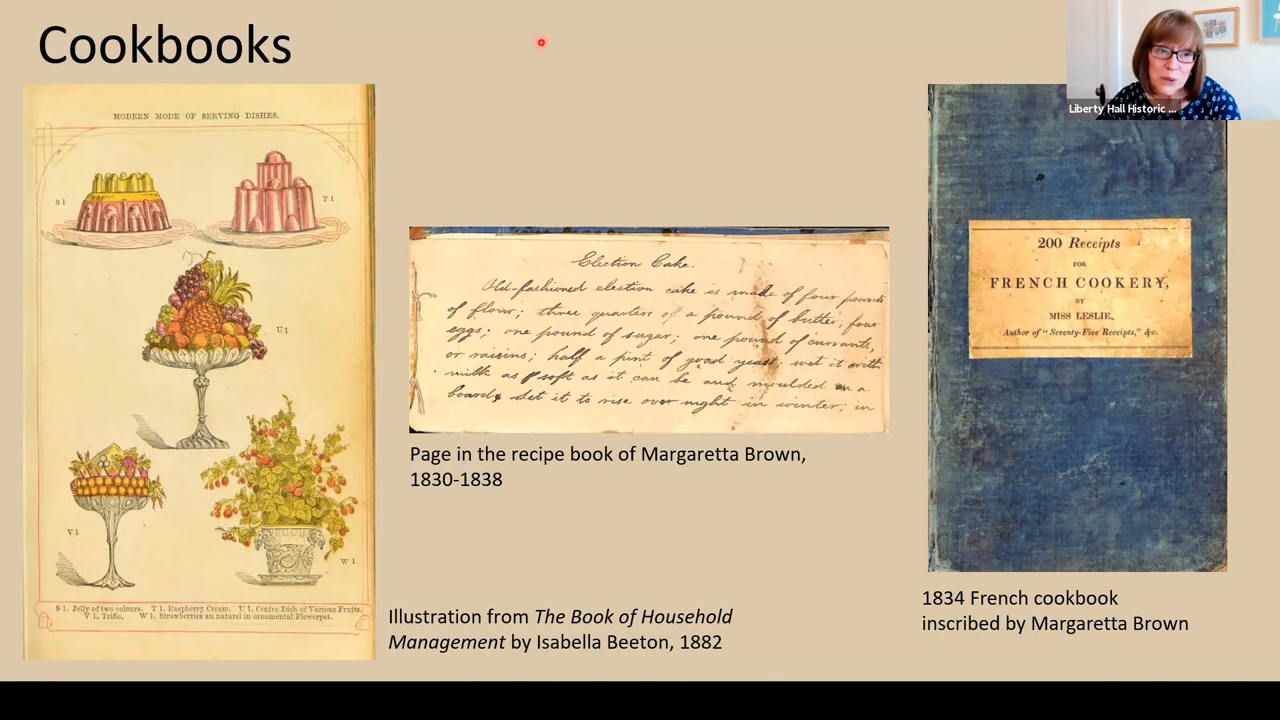 Cookbooks
Liberty Hall Historic ...
MODERN MODE OF SERVING DISHES.
S 1
T 1
U 1
V 1
W 1
S 1. Jelly of two colours. T 1. Raspberry Cream. U 1. Centre Dish of Various Fruits.
V 1. Trifle. W 1. Strawberries au naturel in ornamental Flowerpot.
Election Cake.
Old-fashioned election cake is made of four pounds
of flour; three quarters of a pound of butter; four
eggs; one pound of sugar; one pound of currants,
or raisins; half a pint of good yeast; wet it with
milk as soft as it can be and moulded on a
board; set it to rise over night in winter; in
Page in the recipe book of Margaretta Brown,
1830-1838
Illustration from The Book of Household
Management by Isabella Beeton, 1882
200 Receipts
FOR
FRENCH COOKERY,
BY
MISS LESLIE,
Author of "Seventy-Five Receipts," &c.
1834 French cookbook
inscribed by Margaretta Brown